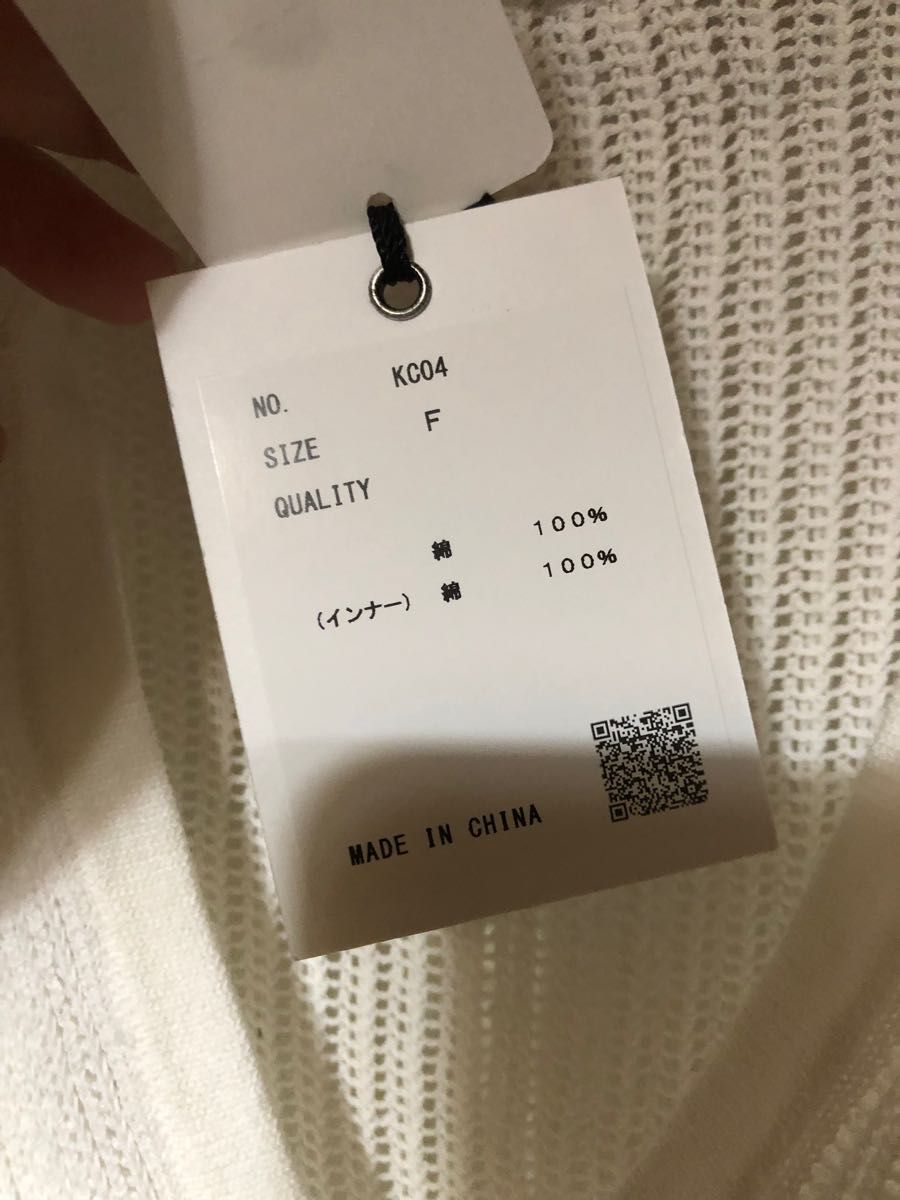 NO. KC04
SIZE F
QUALITY
綿 100%
(インナー) 綿 100%
MADE IN CHINA